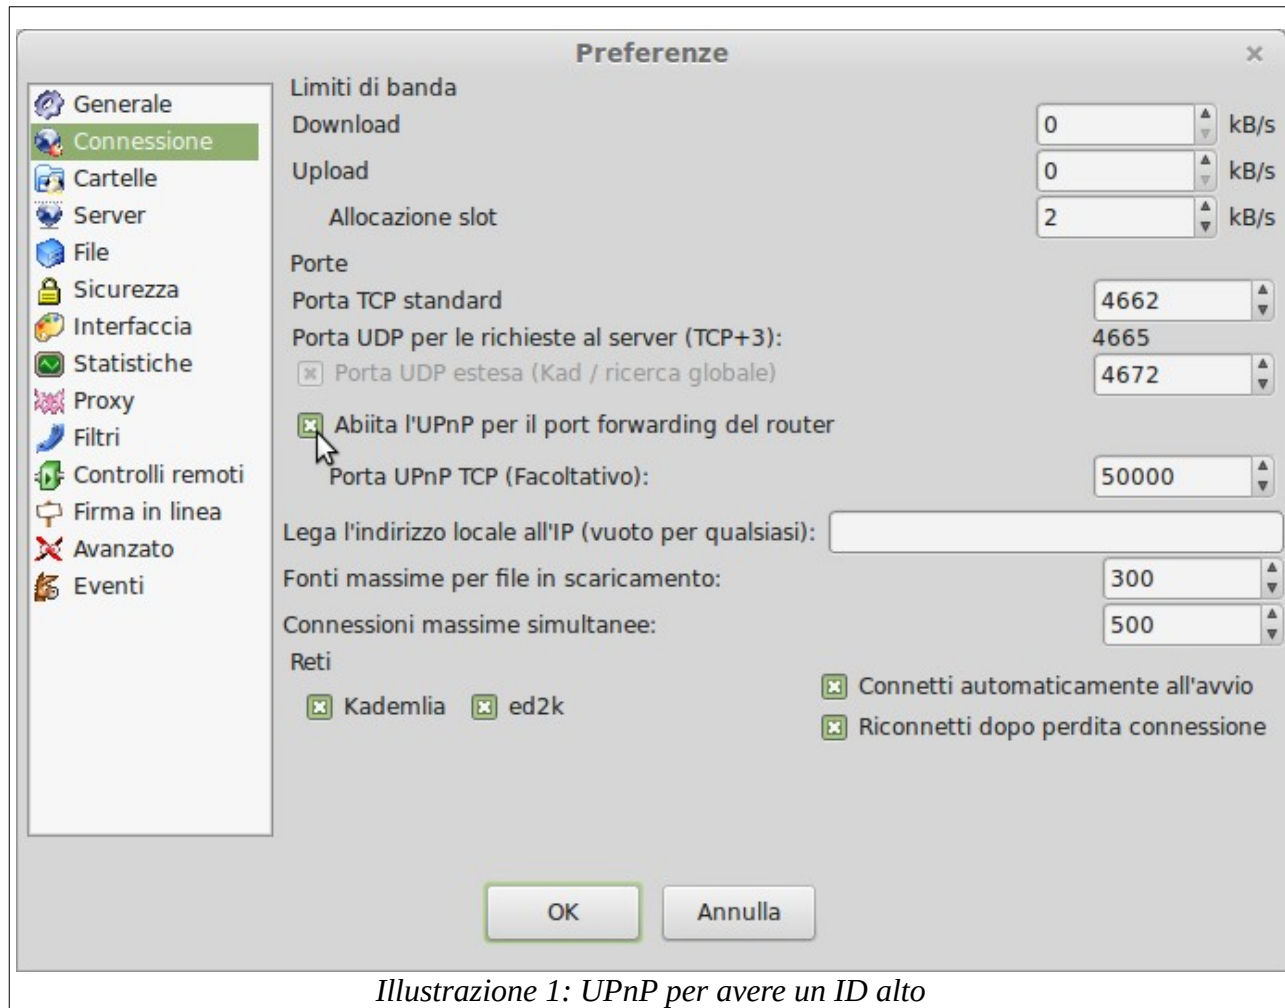 Preferenze
Generale
Connessione
Cartelle
Server
File
Sicurezza
Interfaccia
Statistiche
Proxy
Filtri
Controlli remoti
Firma in linea
Avanzato
Eventi
Limiti di banda
Download 0 kB/s
Upload 0 kB/s
Allocazione slot 2 kB/s
Porte
Porta TCP standard 4662
Porta UDP per le richieste al server (TCP+3): 4665
Porta UDP estesa (Kad / ricerca globale) 4672
Abiita l'UPnP per il port forwarding del router
Porta UPnP TCP (Facoltativo): 50000
Lega l'indirizzo locale all'IP (vuoto per qualsiasi):
Fonti massime per file in scaricamento: 300
Connessioni massime simultanee: 500
Reti
Kademlia ed2k
Connetti automaticamente all'avvio
Riconnetti dopo perdita connessione
OK Annulla
Illustrazione 1: UPnP per avere un ID alto